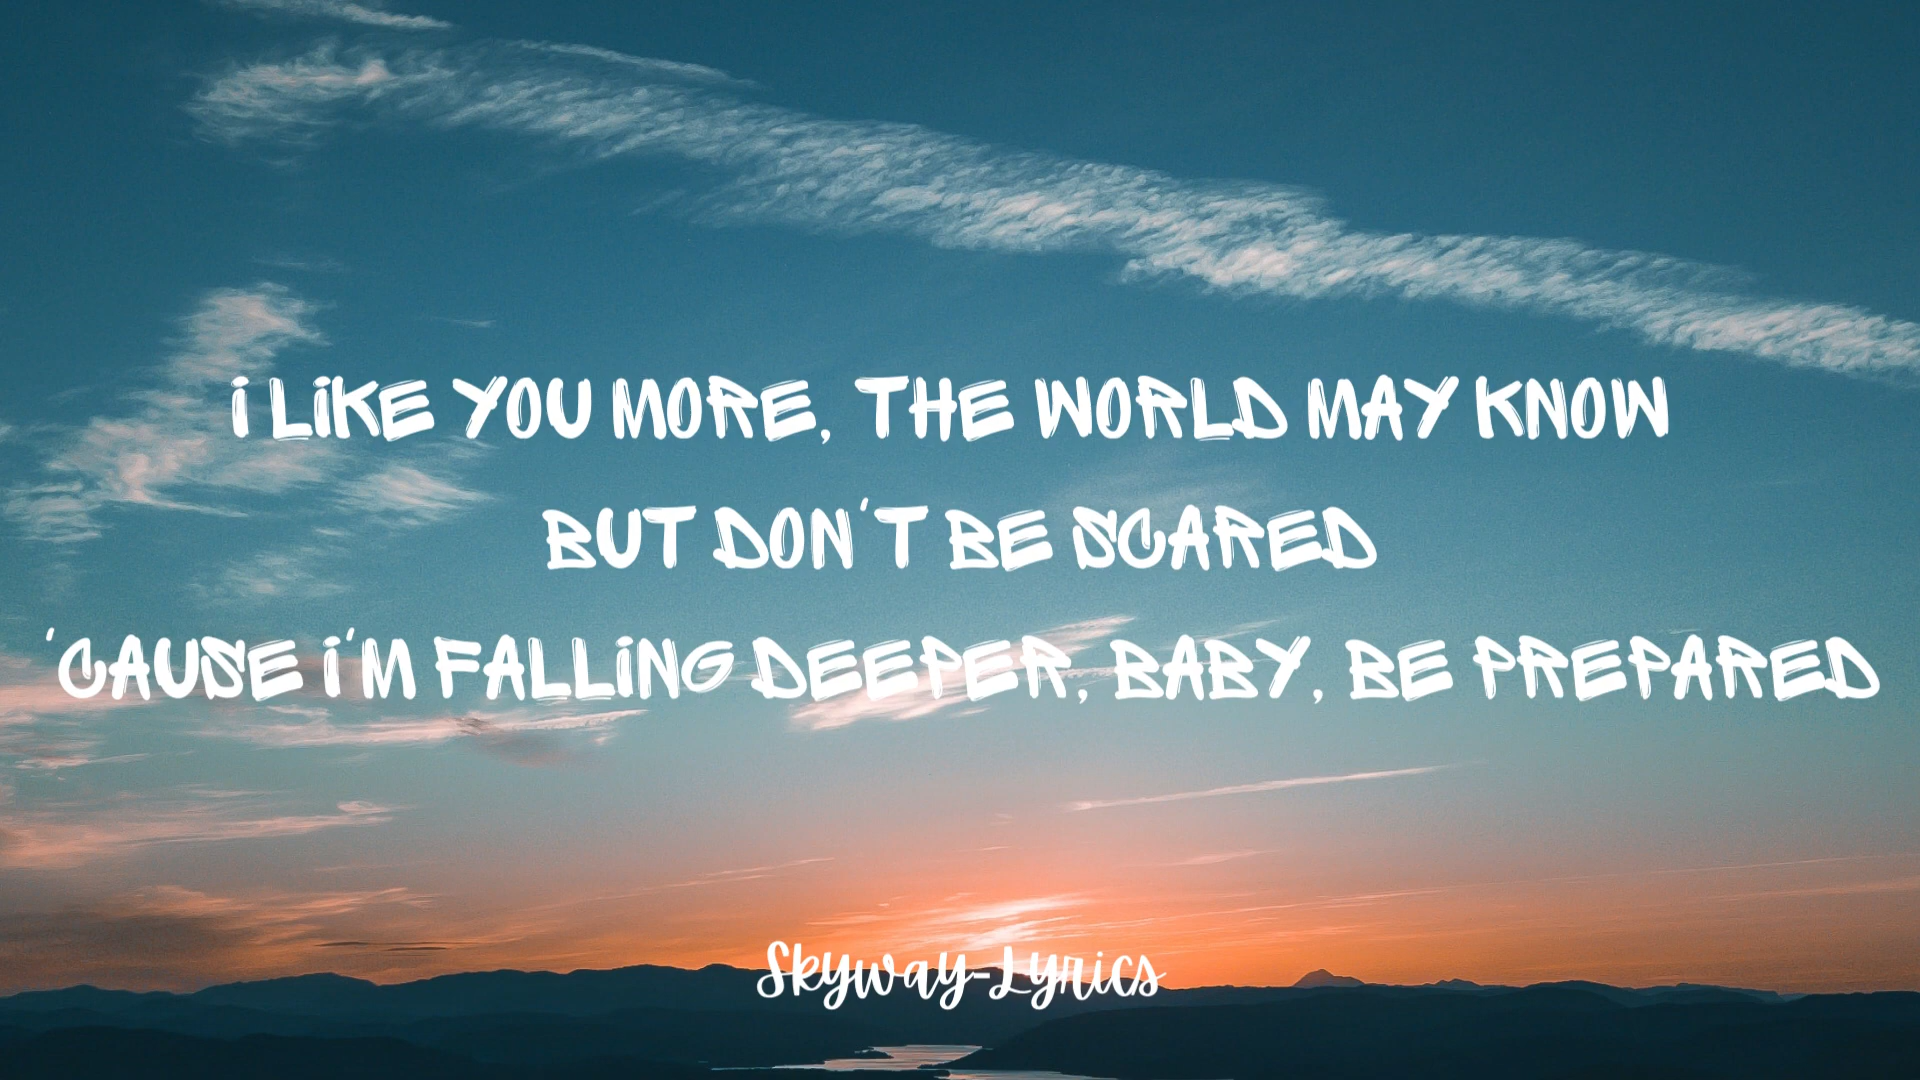 I LIKE YOU MORE, THE WORLD MAY KNOW
BUT DON'T BE SCARED
'CAUSE I'M FALLING DEEPER, BABY, BE PREPARED
Skyway-Lyrics